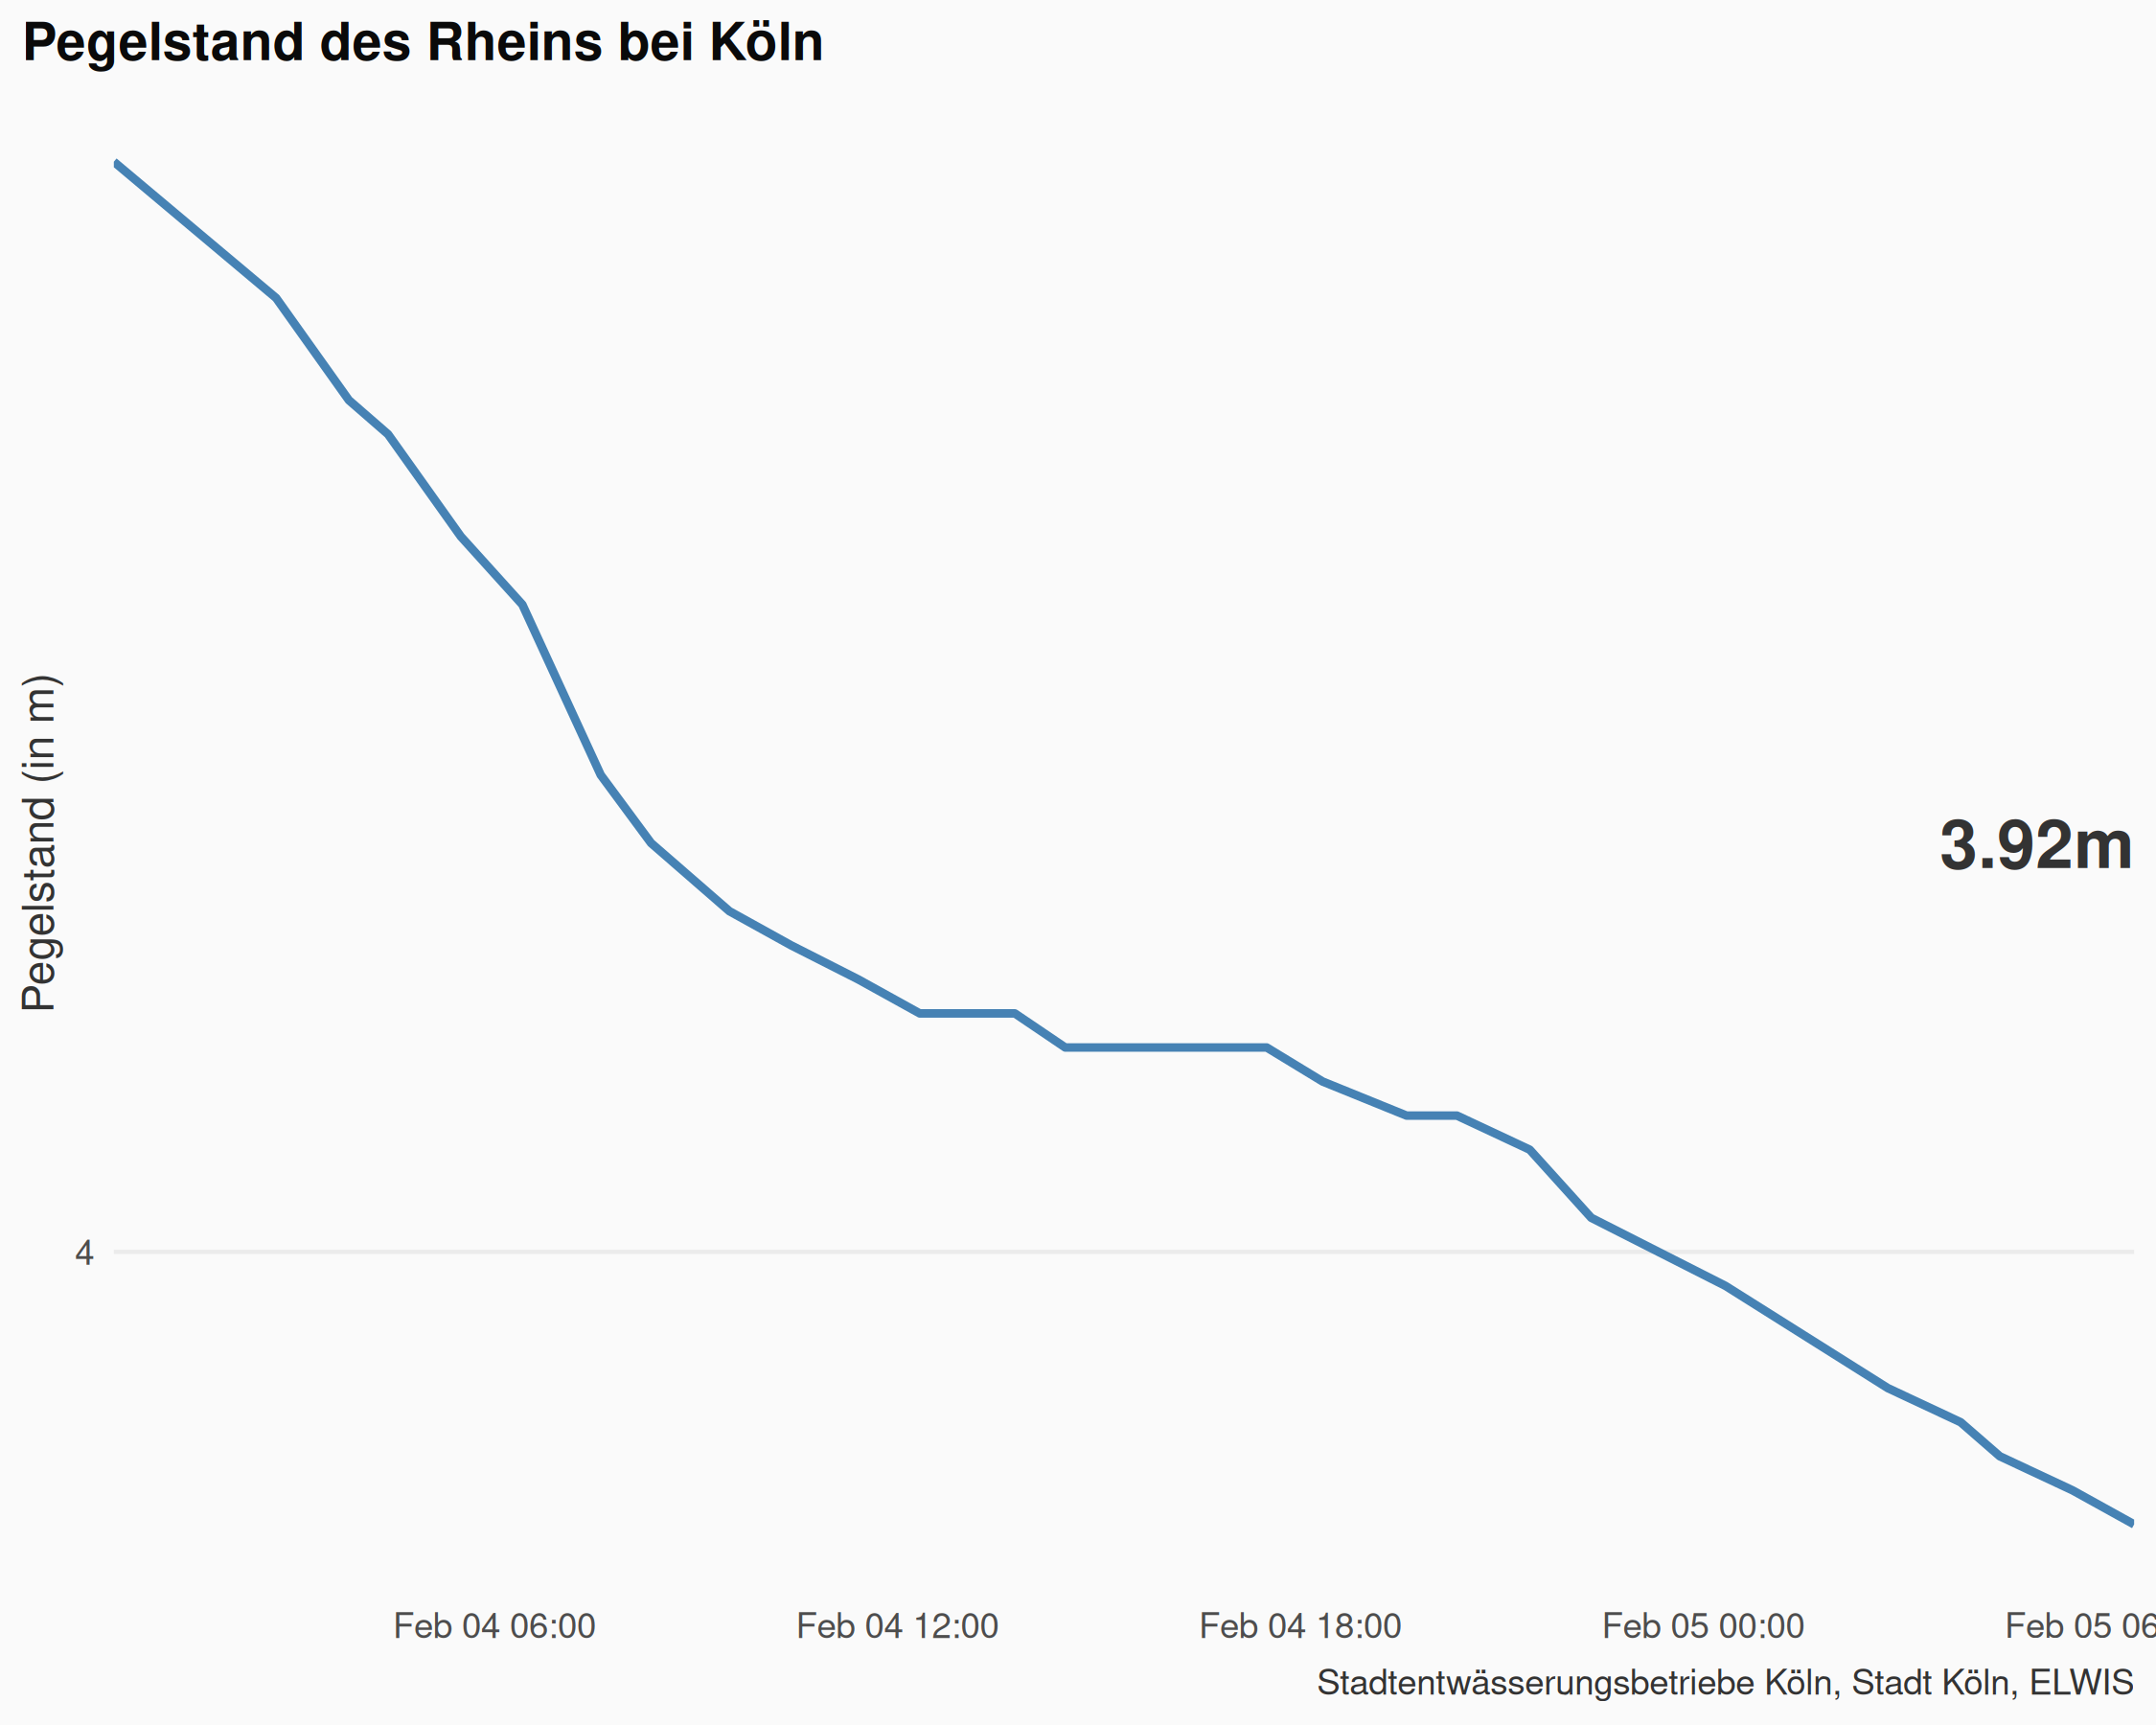 Pegelstand des Rheins bei Köln
Pegelstand (in m)
3.92m
4
Feb 04 06:00
Feb 04 12:00
Feb 04 18:00
Feb 05 00:00
Feb 05 06
Stadtentwässerungsbetriebe Köln, Stadt Köln, ELWIS